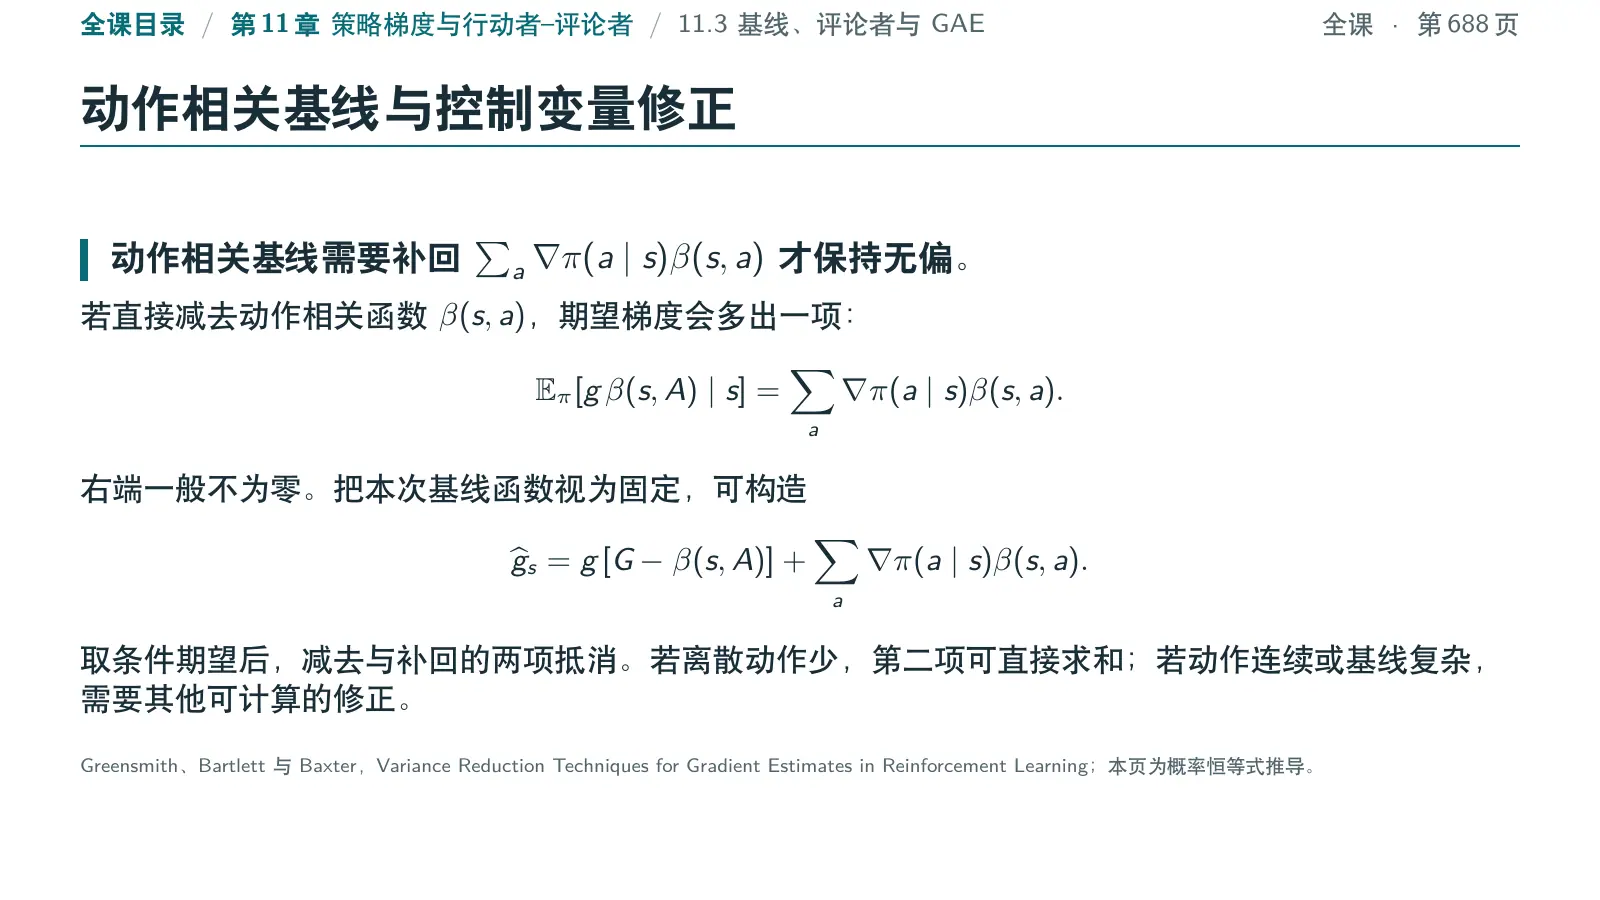 全课目录 / 第 11 章 策略梯度与行动者–评论者 / 11.3 基线、评论者与 GAE
全课 · 第 688 页
动作相关基线与控制变量修正
动作相关基线需要补回 ∑_a ∇π(a | s)β(s, a) 才保持无偏。
若直接减去动作相关函数 β(s, a)，期望梯度会多出一项：
𝔼_π[g β(s, A) | s] = ∑_a ∇π(a | s)β(s, a).
右端一般不为零。把本次基线函数视为固定，可构造
ĝ_s = g [G − β(s, A)] + ∑_a ∇π(a | s)β(s, a).
取条件期望后，减去与补回的两项抵消。若离散动作少，第二项可直接求和；若动作连续或基线复杂，
需要其他可计算的修正。
Greensmith、Bartlett 与 Baxter，Variance Reduction Techniques for Gradient Estimates in Reinforcement Learning；本页为概率恒等式推导。